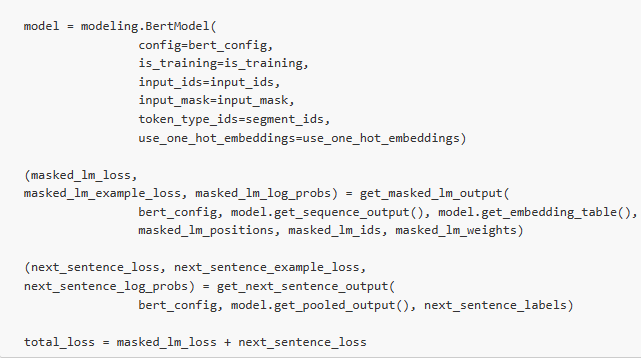 model = modeling.BertModel(
config=bert_config,
is_training=is_training,
input_ids=input_ids,
input_mask=input_mask,
token_type_ids=segment_ids,
use_one_hot_embeddings=use_one_hot_embeddings)
(masked_lm_loss,
masked_lm_example_loss, masked_lm_log_probs) = get_masked_lm_output(
bert_config, model.get_sequence_output(), model.get_embedding_table(),
masked_lm_positions, masked_lm_ids, masked_lm_weights)
(next_sentence_loss, next_sentence_example_loss,
next_sentence_log_probs) = get_next_sentence_output(
bert_config, model.get_pooled_output(), next_sentence_labels)
total_loss = masked_lm_loss + next_sentence_loss